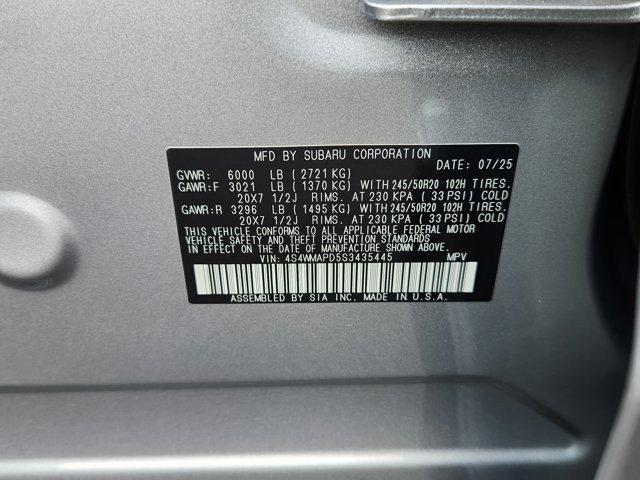 MFD BY SUBARU CORPORATION
DATE: 07/25
GVWR: 6000 LB (2721 KG)
GAWR:F 3021 LB (1370 KG) WITH 245/50R20 102H TIRES.
20X7 1/2J RIMS. AT 230 KPA (33 PSI) COLD
GAWR:R 3296 LB (1495 KG) WITH 245/50R20 102H TIRES.
20X7 1/2J RIMS. AT 230 KPA (33 PSI) COLD
THIS VEHICLE CONFORMS TO ALL APPLICABLE FEDERAL MOTOR
VEHICLE SAFETY AND THEFT PREVENTION STANDARDS
IN EFFECT ON THE DATE OF MANUFACTURE SHOWN ABOVE.
VIN: 4S4WMAPD5S3435445 MPV
ASSEMBLED BY SIA INC. MADE IN U.S.A.